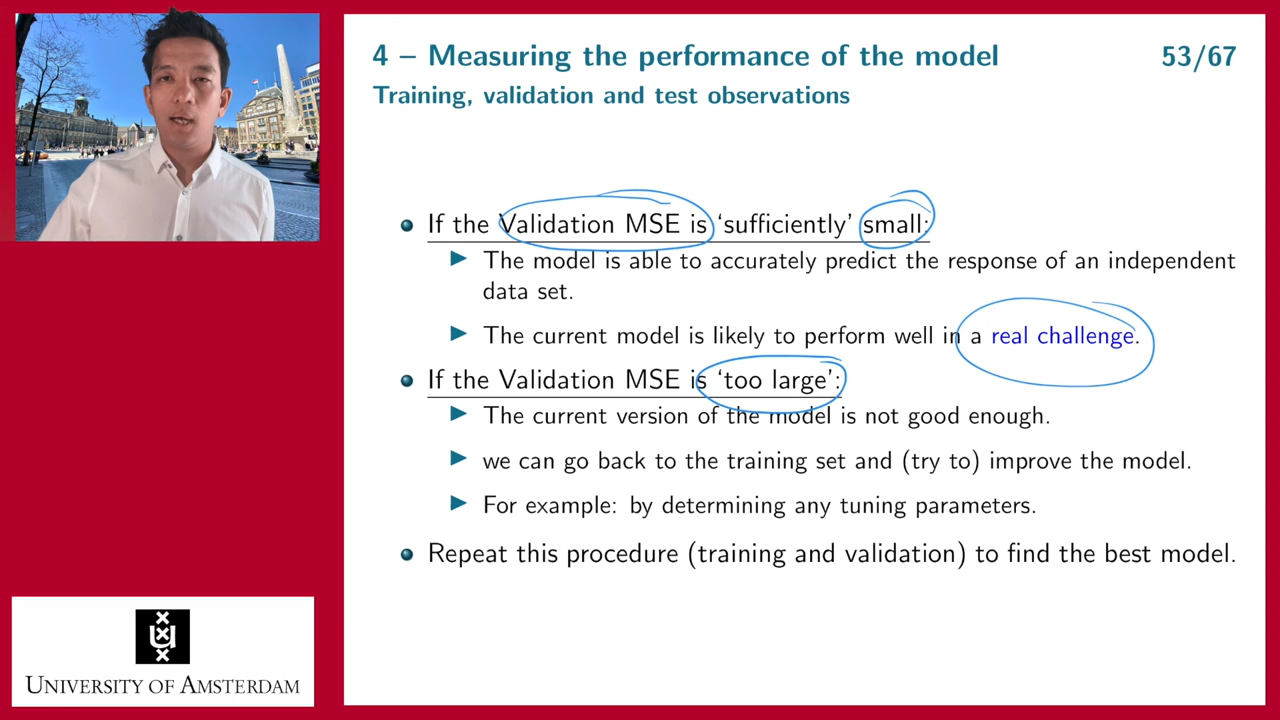 4 – Measuring the performance of the model 53/67
Training, validation and test observations
If the Validation MSE is ‘sufficiently’ small:
The model is able to accurately predict the response of an independent
data set.
The current model is likely to perform well in a real challenge.
If the Validation MSE is ‘too large’:
The current version of the model is not good enough.
we can go back to the training set and (try to) improve the model.
For example: by determining any tuning parameters.
Repeat this procedure (training and validation) to find the best model.
UNIVERSITY OF AMSTERDAM